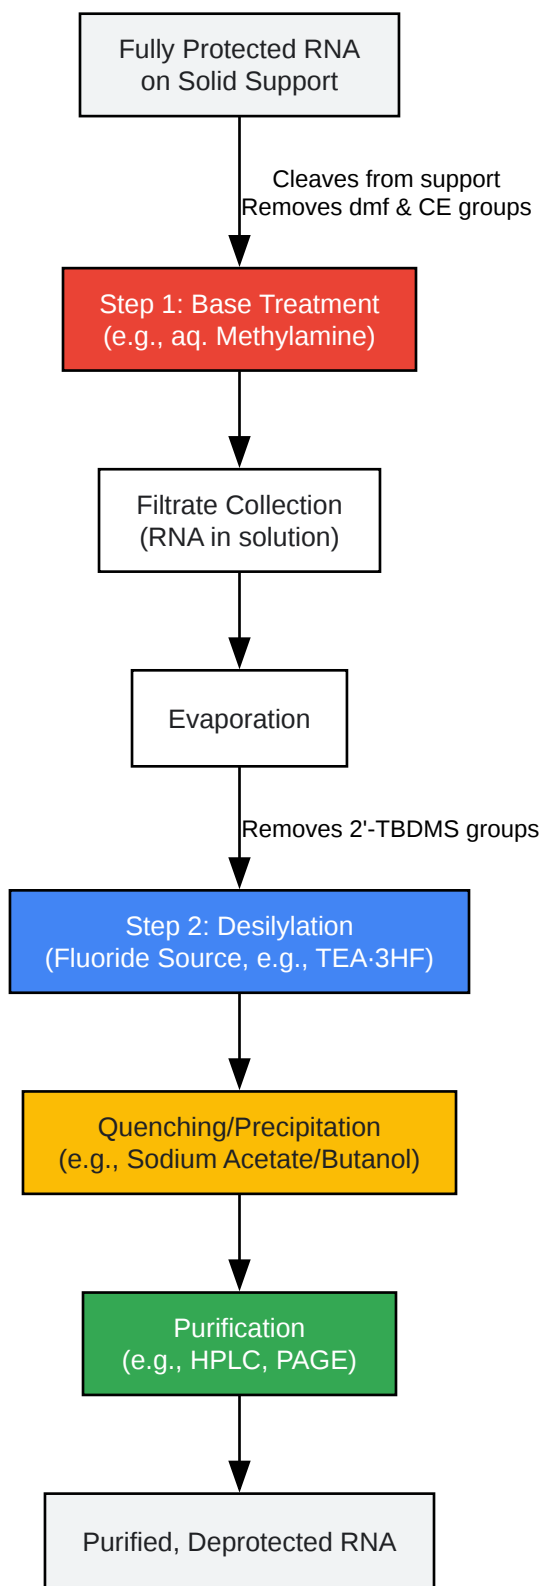 Fully Protected RNA
on Solid Support
Cleaves from support
Removes dmf & CE groups
Step 1: Base Treatment
(e.g., aq. Methylamine)
Filtrate Collection
(RNA in solution)
Evaporation
Removes 2'-TBDMS groups
Step 2: Desilylation
(Fluoride Source, e.g., TEA·3HF)
Quenching/Precipitation
(e.g., Sodium Acetate/Butanol)
Purification
(e.g., HPLC, PAGE)
Purified, Deprotected RNA